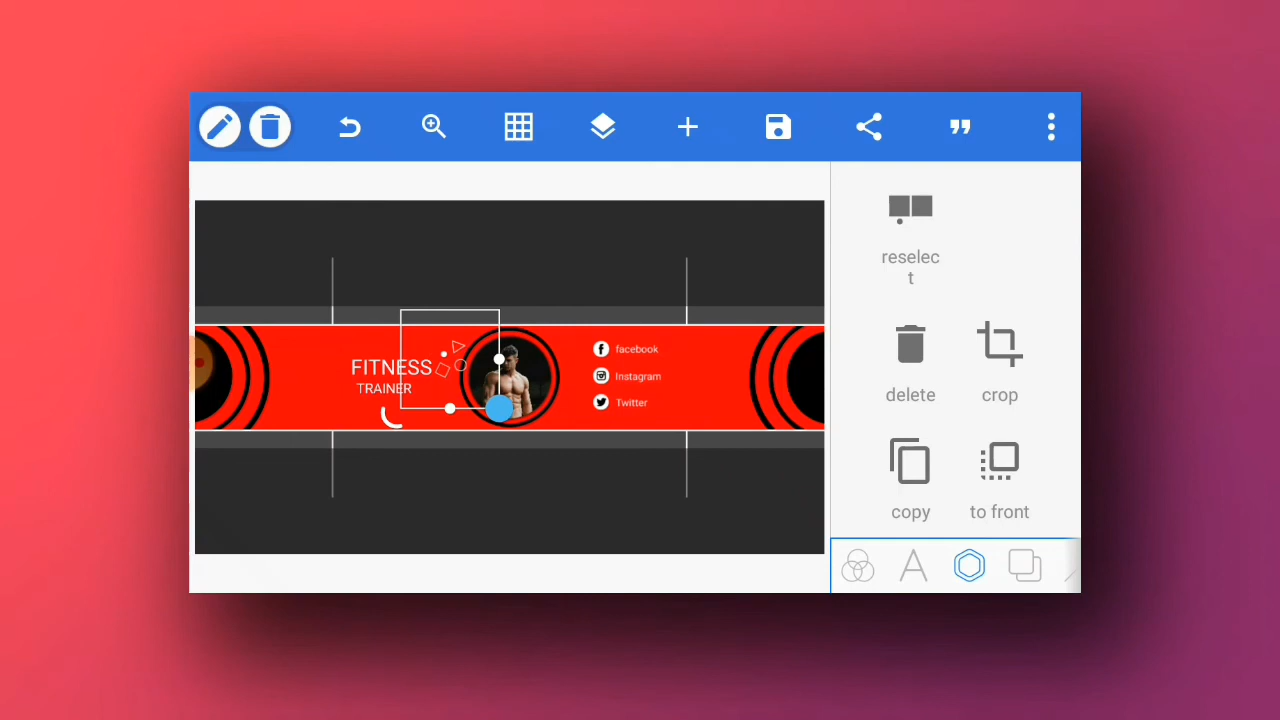 reselec
t
FITNESS
TRAINER
facebook
Instagram
Twitter
delete
crop
copy
to front